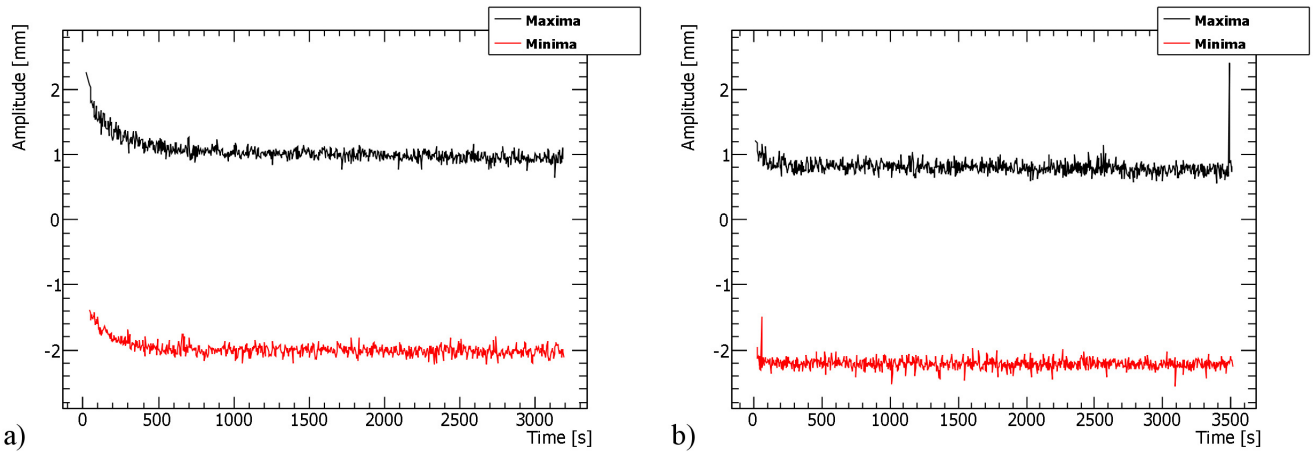 Maxima
Minima
Amplitude [mm]
2
1
0
-1
-2
0 500 1000 1500 2000 2500 3000
Time [s]
a)
Maxima
Minima
Amplitude [mm]
2
1
0
-1
-2
0 500 1000 1500 2000 2500 3000 3500
Time [s]
b)